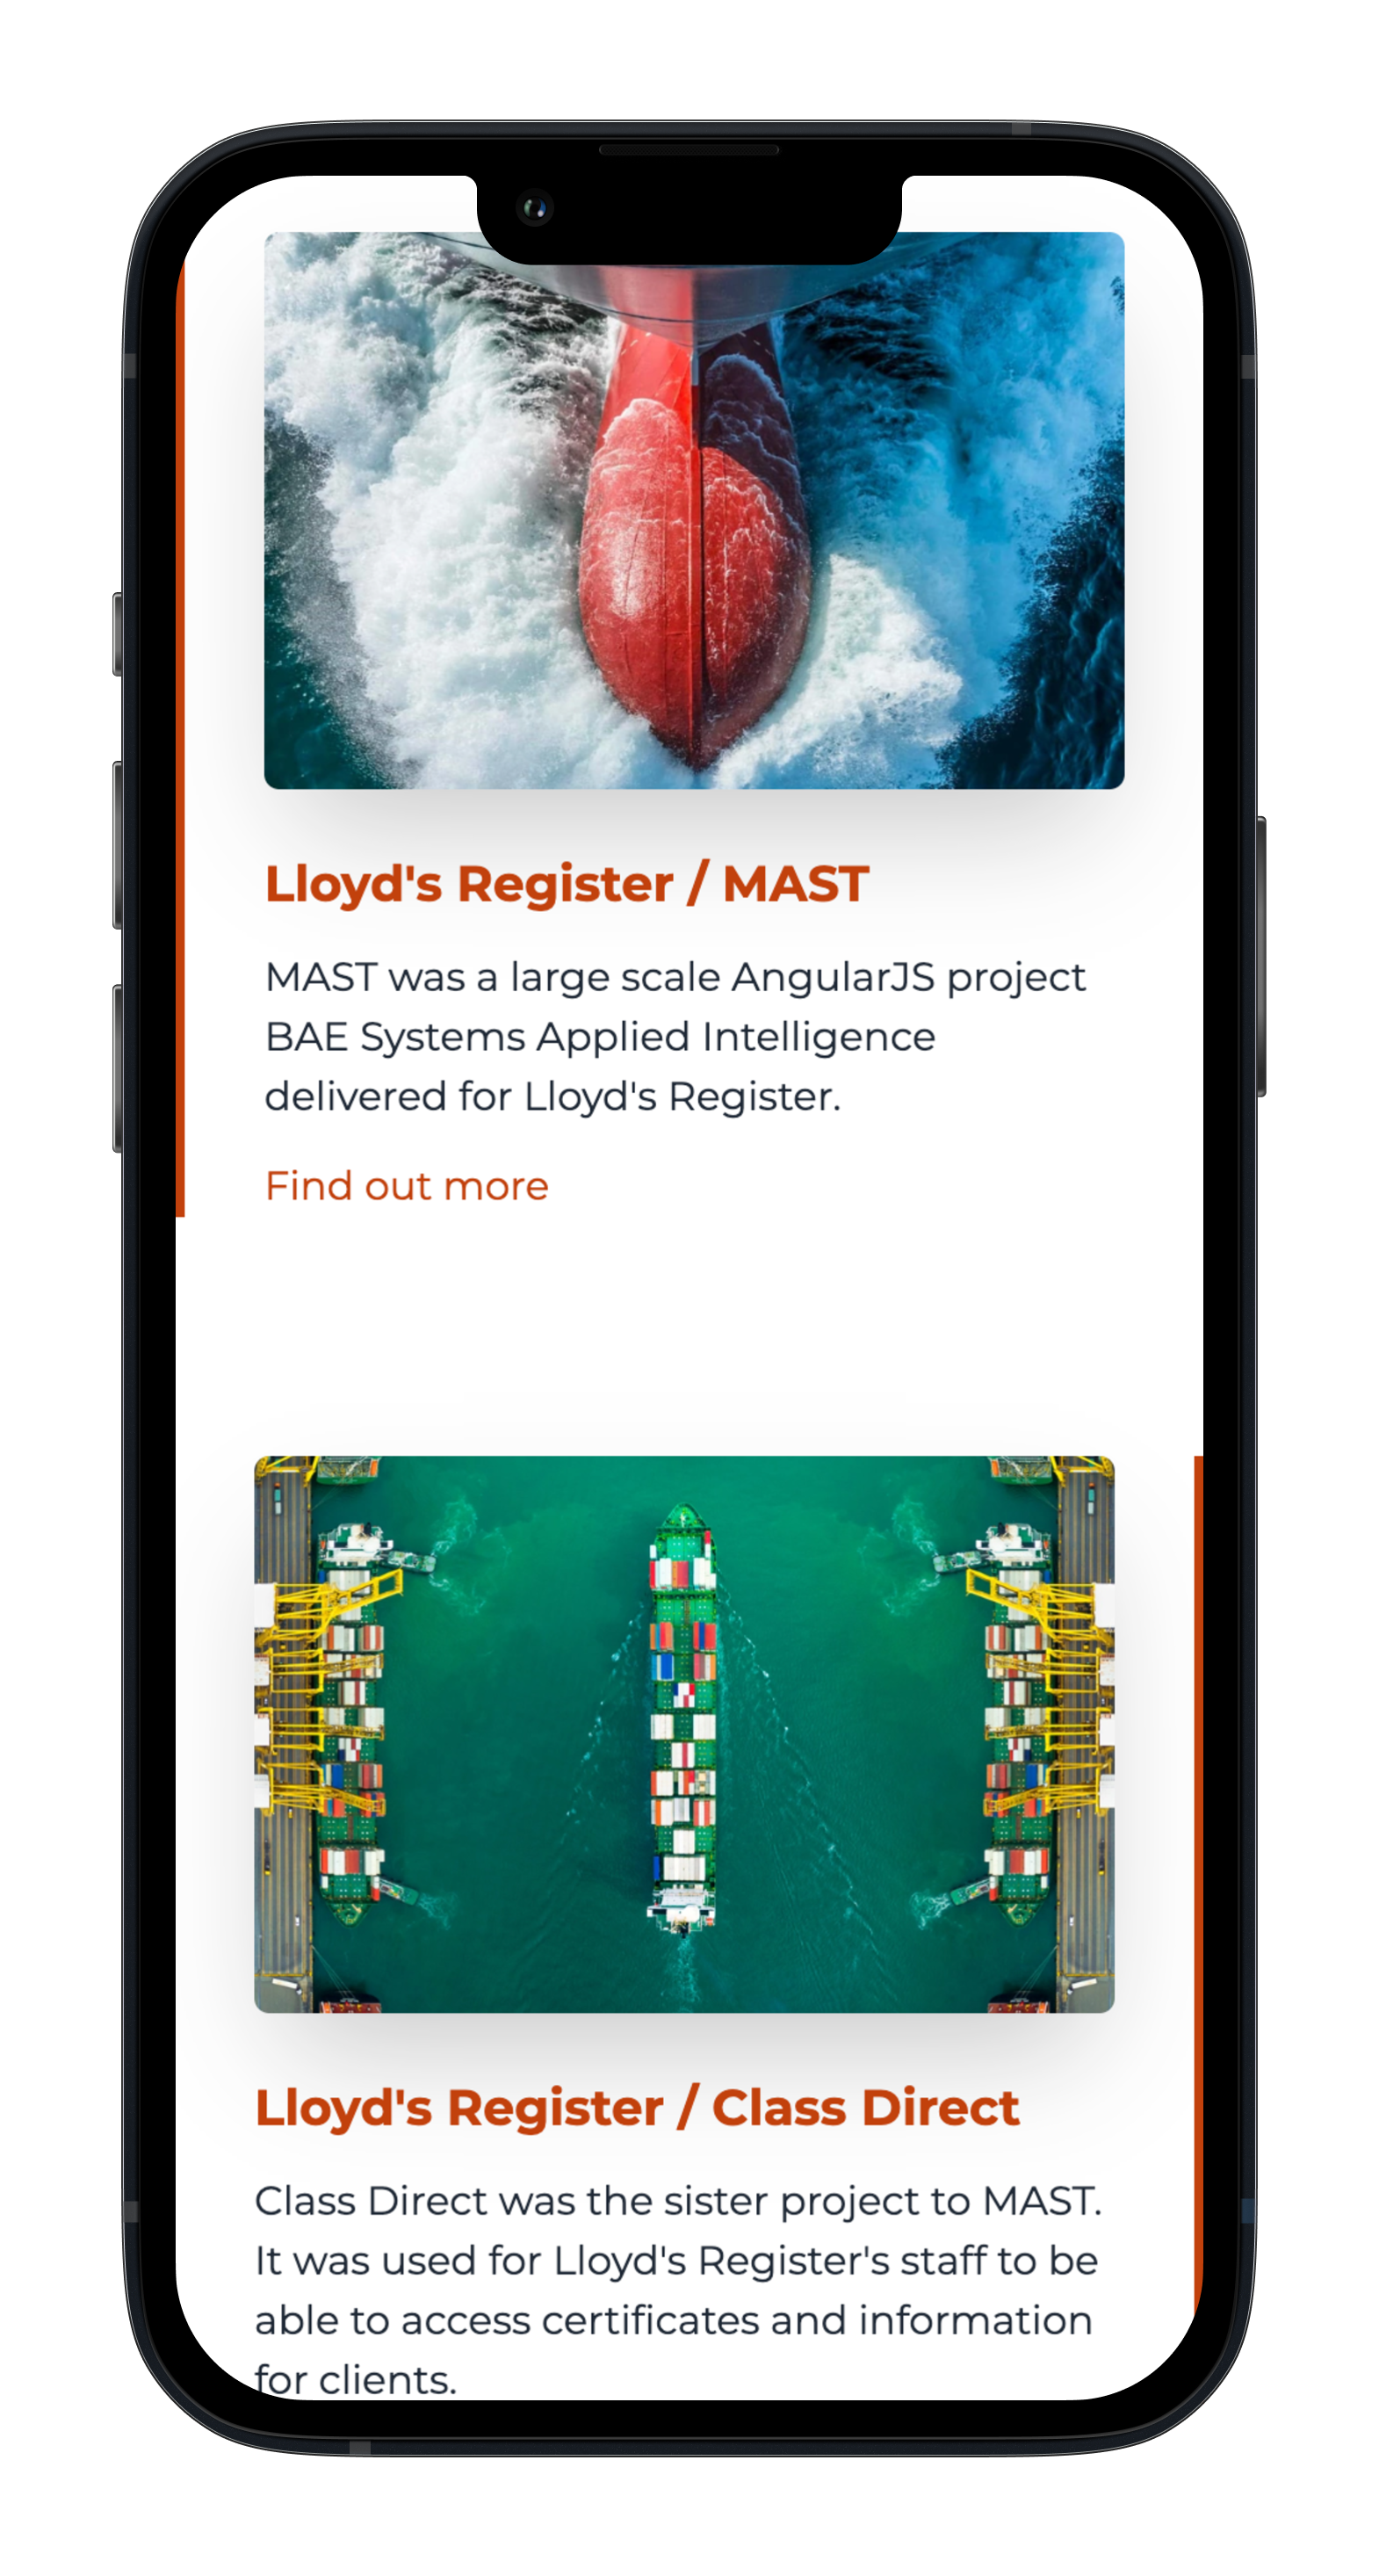 Lloyd's Register / MAST
MAST was a large scale AngularJS project
BAE Systems Applied Intelligence
delivered for Lloyd's Register.
Find out more
Lloyd's Register / Class Direct
Class Direct was the sister project to MAST.
It was used for Lloyd's Register's staff to be
able to access certificates and information
for clients.